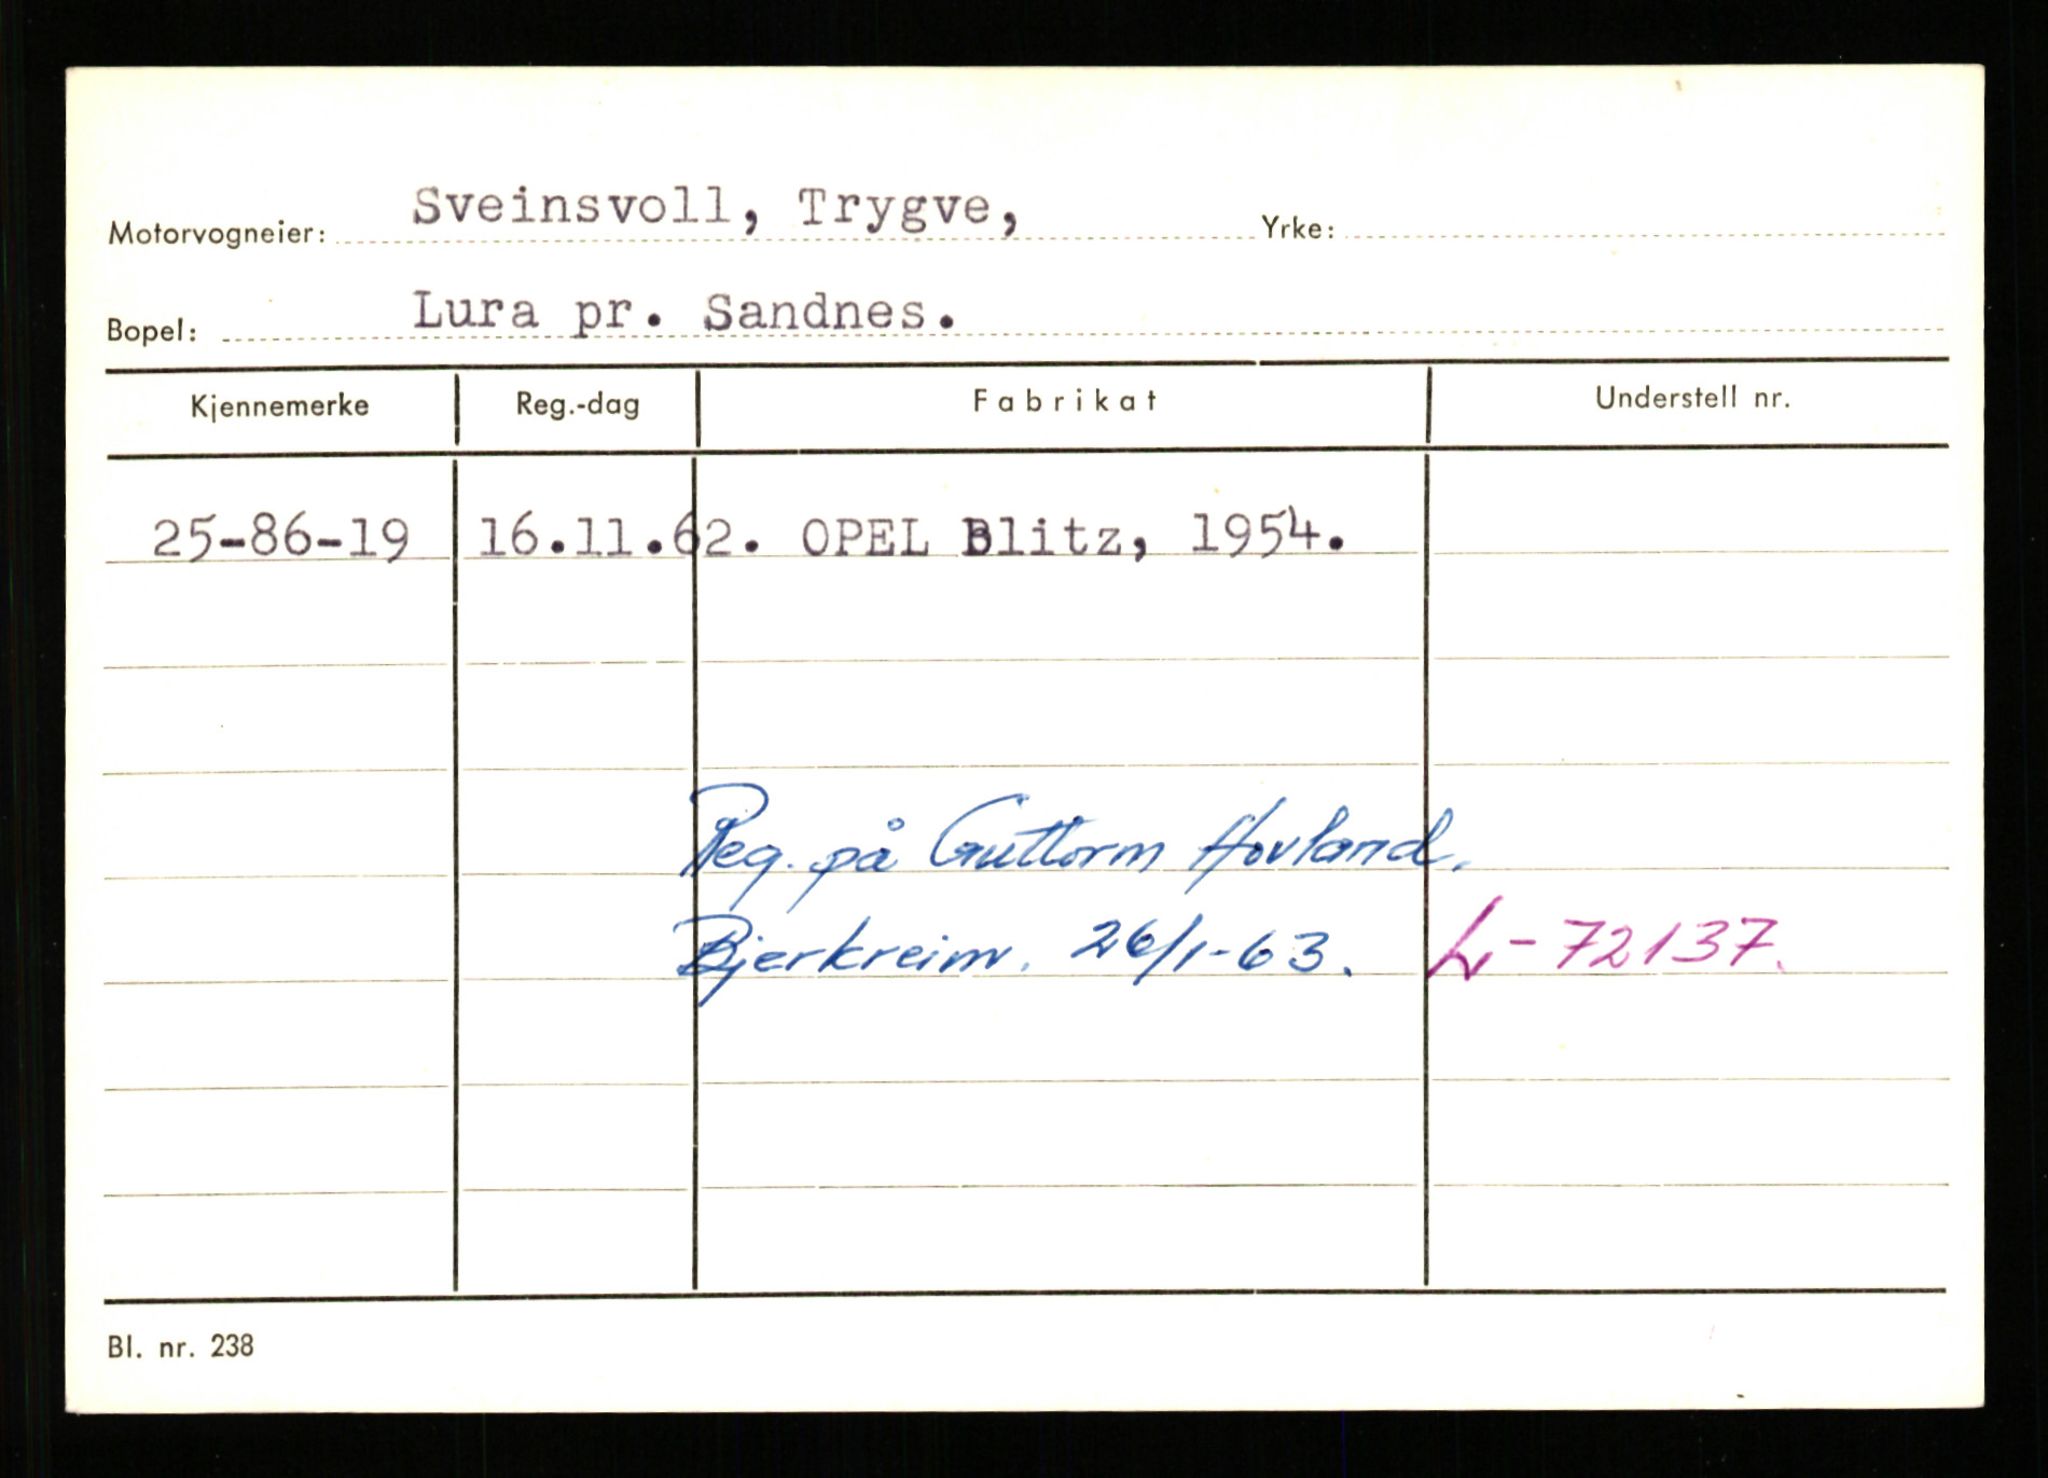 Motorvogneier: Sveinsvoll, Trygve, Yrke:
Bopel: Lura pr. Sandnes.
Kjennemerke Reg.-dag Fabrikat Understell nr.
25-86-19 16.11.62. OPEL Blitz, 1954.
Reg. på Guttorm Hovland.
Bjerkreim. 26/1-63. L-72137.
Bl. nr. 238